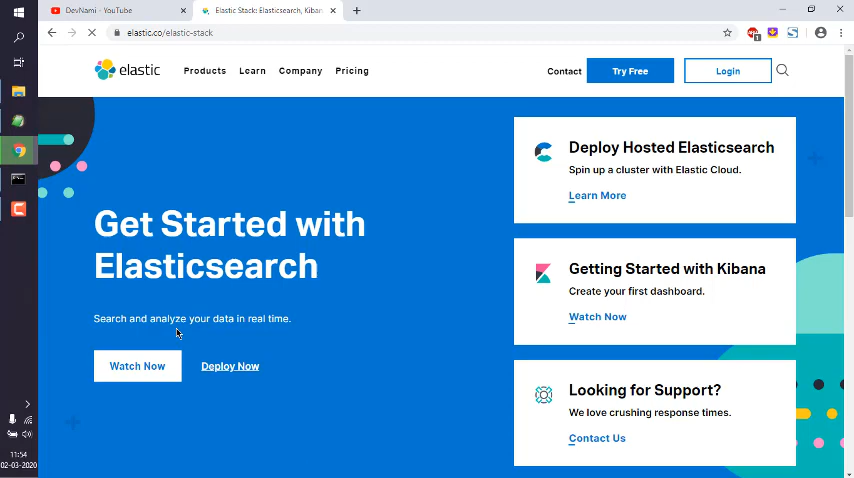 DevNami - YouTube
Elastic Stack: Elasticsearch, Kiban
elastic.co/elastic-stack
1
elastic
Products
Learn
Company
Pricing
Contact
Try Free
Login
Get Started with
Elasticsearch
Search and analyze your data in real time.
Watch Now
Deploy Now
Deploy Hosted Elasticsearch
Spin up a cluster with Elastic Cloud.
Learn More
Getting Started with Kibana
Create your first dashboard.
Watch Now
Looking for Support?
We love crushing response times.
Contact Us
11:54
02-03-2020